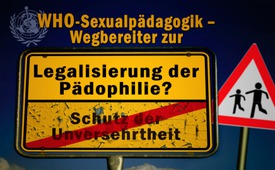 WHO-Sexualpädagogik –
Wegbereiter zur
Legalisierung der
Pädophilie?
Schutz der
Unversehrtheit